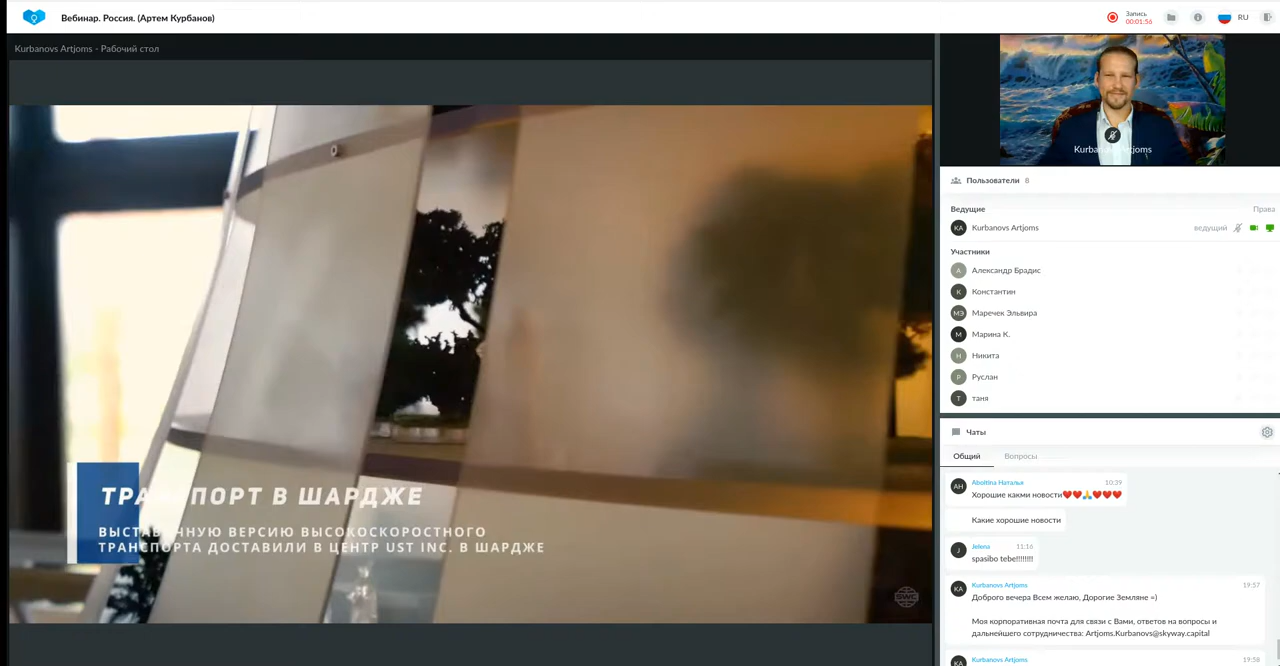 Вебинар. Россия. (Артем Курбанов)
Запись
00:01:56
RU
Kurbanovs Artjoms - Рабочий стол
ТРАНСПОРТ В ШАРДЖЕ
ВЫСТАВОЧНУЮ ВЕРСИЮ ВЫСОКОСКОРОСТНОГО
ТРАНСПОРТА ДОСТАВИЛИ В ЦЕНТР UST INC. В ШАРДЖЕ
Kurbanovs Artjoms
Пользователи 8
Ведущие Права
KA Kurbanovs Artjoms ведущий
Участники
А Александр Брадис
К Константин
МЭ Маречек Эльвира
М Марина К.
Н Никита
Р Руслан
Т таня
Чаты
Общий Вопросы
АН Aboltina Наталья 10:39
Хорошие какми новости❤️❤️🙏❤️❤️❤️
Какие хорошие новости
J Jelena 11:16
spasibo tebe!!!!!!!!
KA Kurbanovs Artjoms 19:57
Доброго вечера Всем желаю, Дорогие Земляне =)
Моя корпоративная почта для связи с Вами, ответов на вопросы и
дальнейшего сотрудничества: Artjoms.Kurbanovs@skyway.capital
KA Kurbanovs Artjoms 19:58